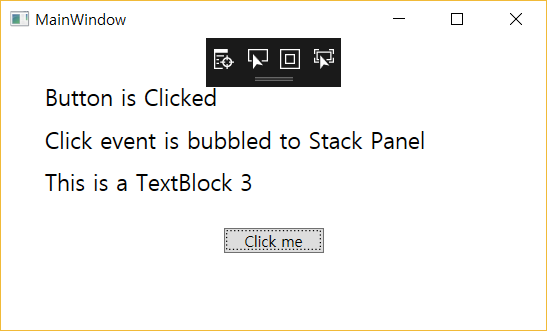 MainWindow
Button is Clicked
Click event is bubbled to Stack Panel
This is a TextBlock 3
Click me